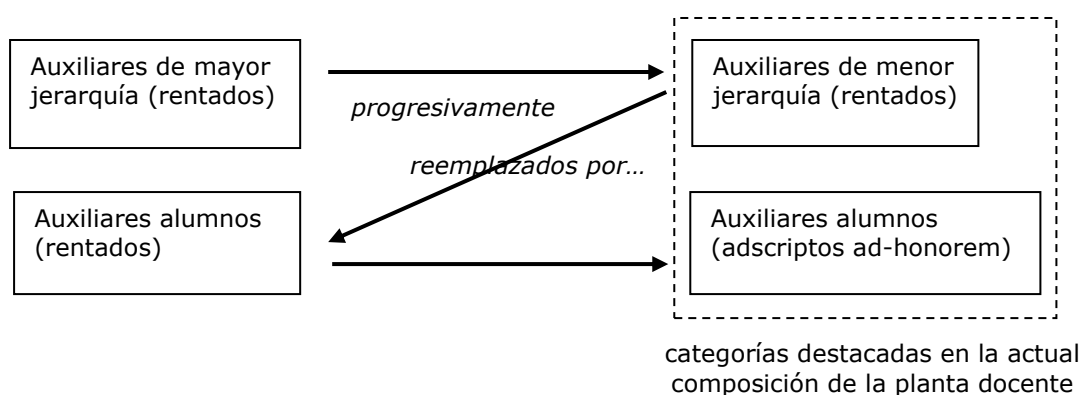 Auxiliares de mayor
jerarquía (rentados)
progresivamente
Auxiliares de menor
jerarquía (rentados)
reemplazados por...
Auxiliares alumnos
(rentados)
Auxiliares alumnos
(adscriptos ad-honorem)
categorías destacadas en la actual
composición de la planta docente